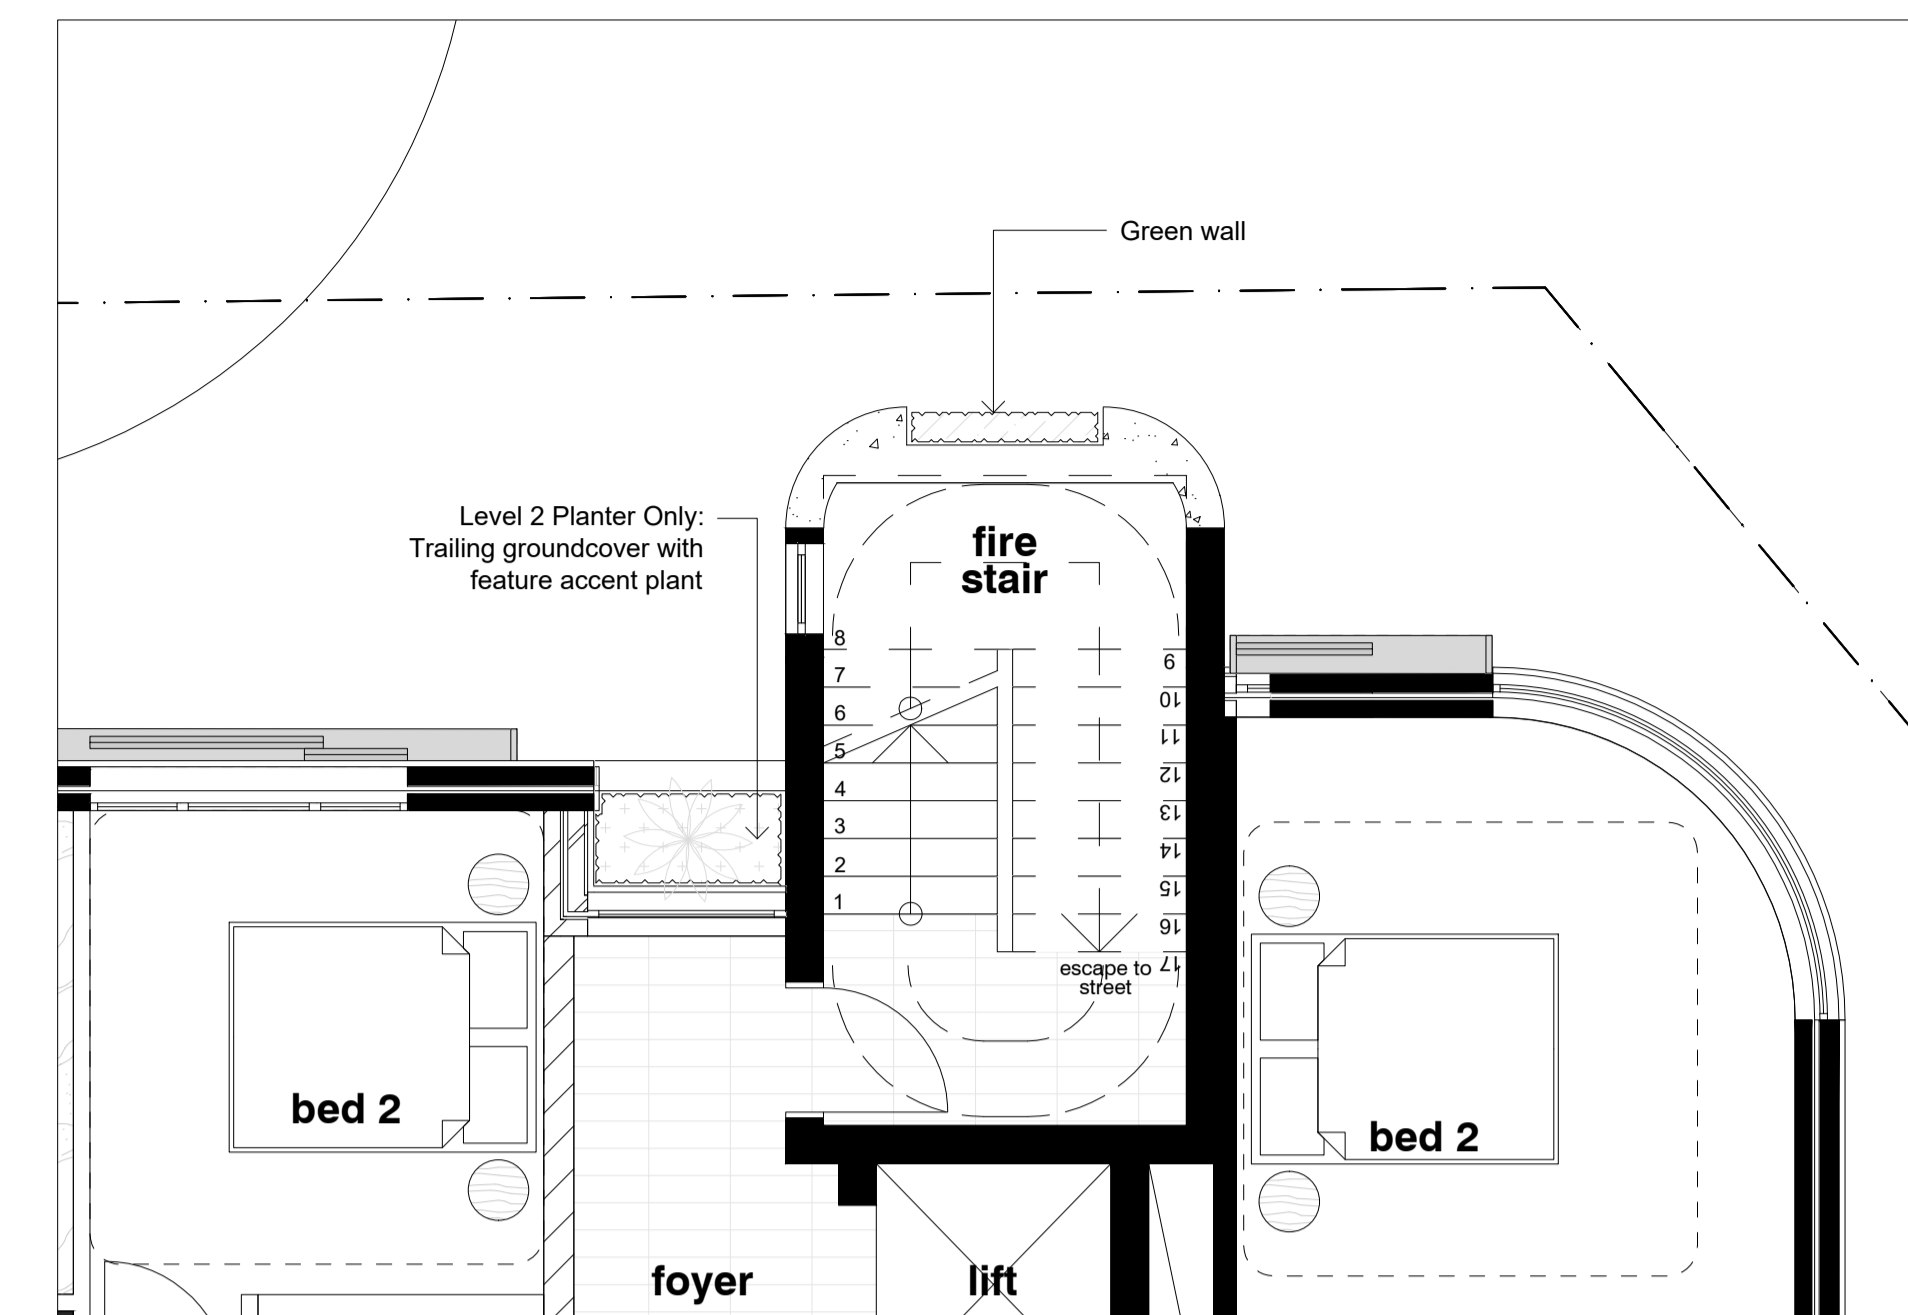 Green wall
Level 2 Planter Only:
Trailing groundcover with
feature accent plant
fire
stair
8
7
6
5
4
3
2
1
9
10
11
12
13
14
15
16
17
escape to
street
bed 2
bed 2
foyer
lift